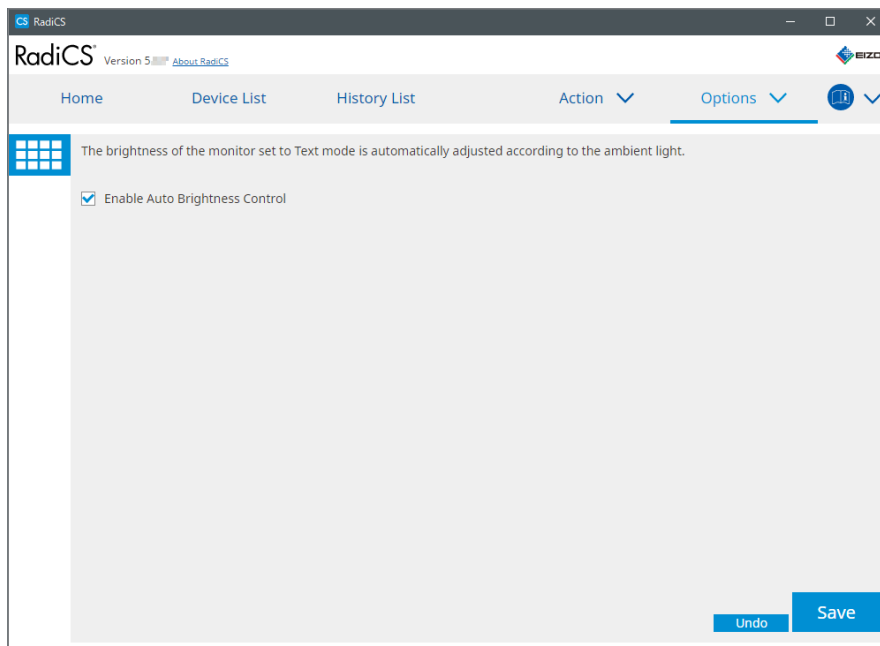 CS RadiCS
RadiCS® Version 5. About RadiCS
EIZO
Home Device List History List Action Options
The brightness of the monitor set to Text mode is automatically adjusted according to the ambient light.
Enable Auto Brightness Control
Undo Save